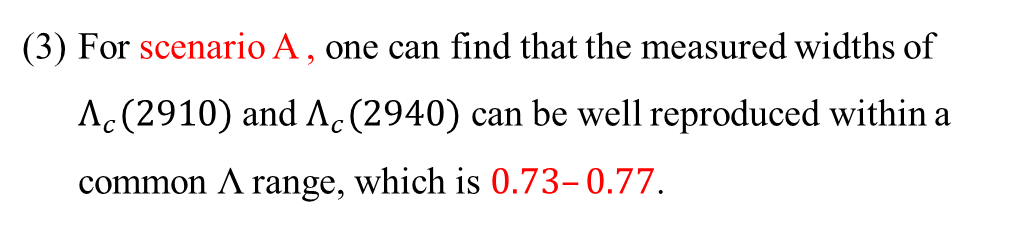 (3) For scenario A , one can find that the measured widths of
Λc(2910) and Λc(2940) can be well reproduced within a
common Λ range, which is 0.73–0.77.